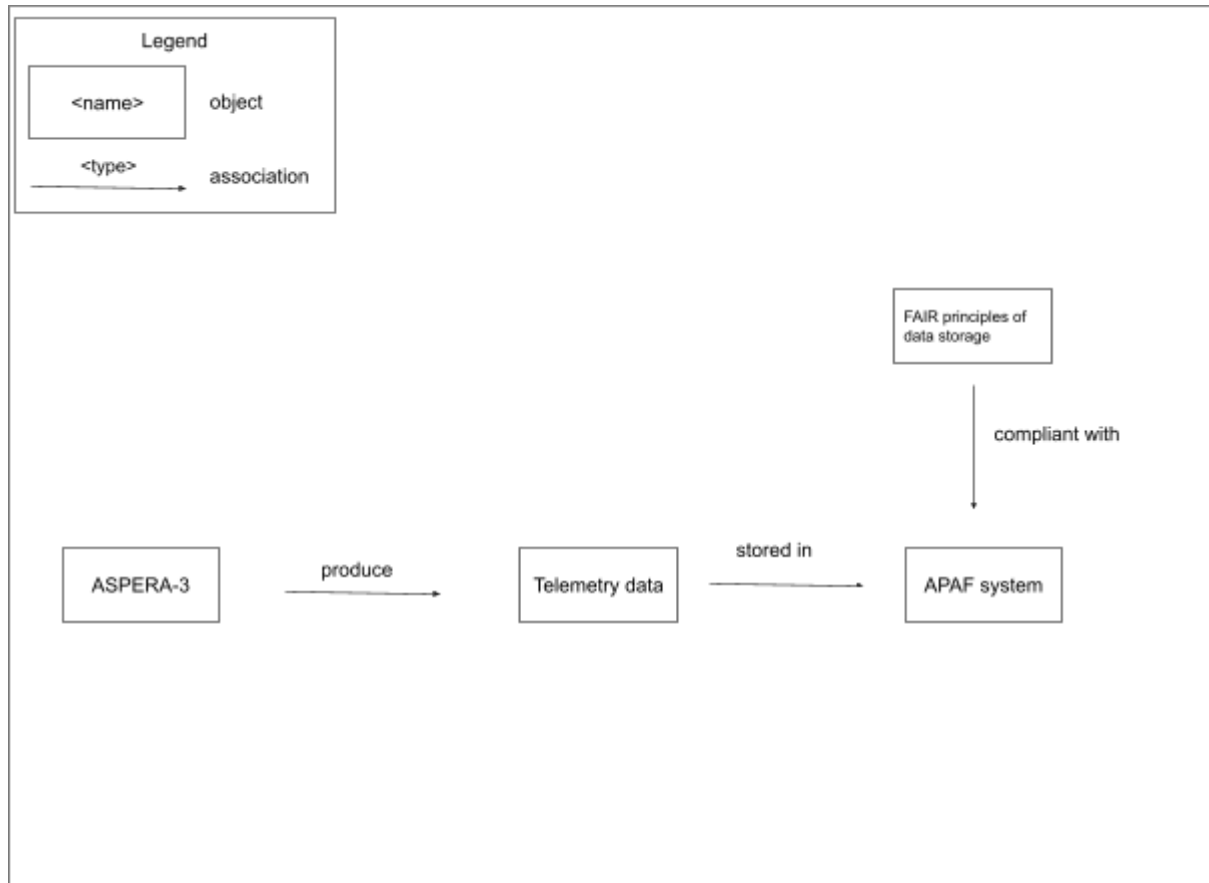 Legend
<name>
object
<type>
association
FAIR principles of
data storage
compliant with
ASPERA-3
produce
Telemetry data
stored in
APAF system